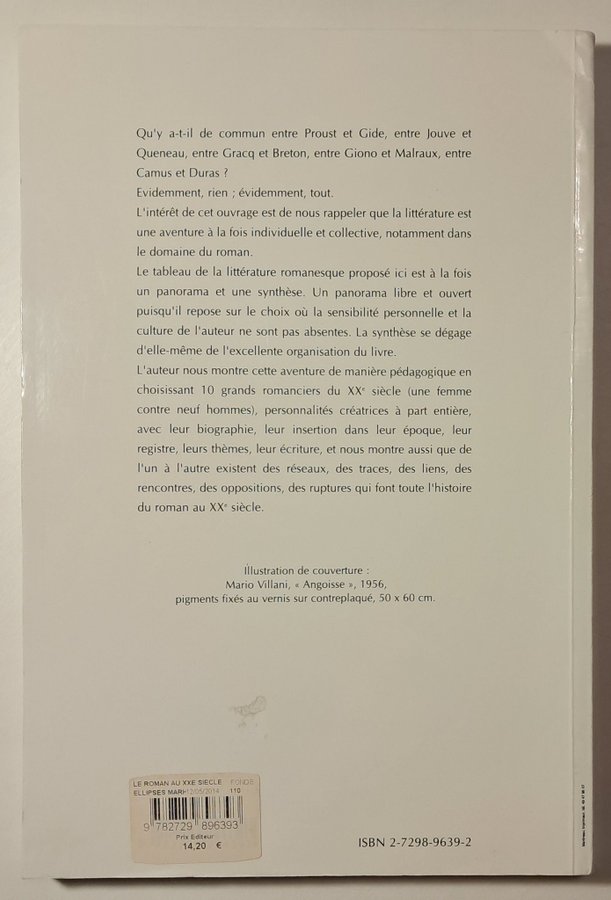 Qu'y a-t-il de commun entre Proust et Gide, entre Jouve et
Queneau, entre Gracq et Breton, entre Giono et Malraux, entre
Camus et Duras ?
Evidemment, rien ; évidemment, tout.
L'intérêt de cet ouvrage est de nous rappeler que la littérature est
une aventure à la fois individuelle et collective, notamment dans
le domaine du roman.
Le tableau de la littérature romanesque proposé ici est à la fois
un panorama et une synthèse. Un panorama libre et ouvert
puisqu'il repose sur le choix où la sensibilité personnelle et la
culture de l'auteur ne sont pas absentes. La synthèse se dégage
d'elle-même de l'excellente organisation du livre.
L'auteur nous montre cette aventure de manière pédagogique en
choisissant 10 grands romanciers du XXe siècle (une femme
contre neuf hommes), personnalités créatrices à part entière,
avec leur biographie, leur insertion dans leur époque, leur
registre, leurs thèmes, leur écriture, et nous montre aussi que de
l'un à l'autre existent des réseaux, des traces, des liens, des
rencontres, des oppositions, des ruptures qui font toute l'histoire
du roman au XXe siècle.
Illustration de couverture :
Mario Villani, « Angoisse », 1956,
pigments fixés au vernis sur contreplaqué, 50 x 60 cm.
LE ROMAN AU XXE SIECLE FONDE
ELLIPSES MARK12/05/2014 110
9 782729 896393
Prix Editeur
14,20 €
ISBN 2-7298-9639-2